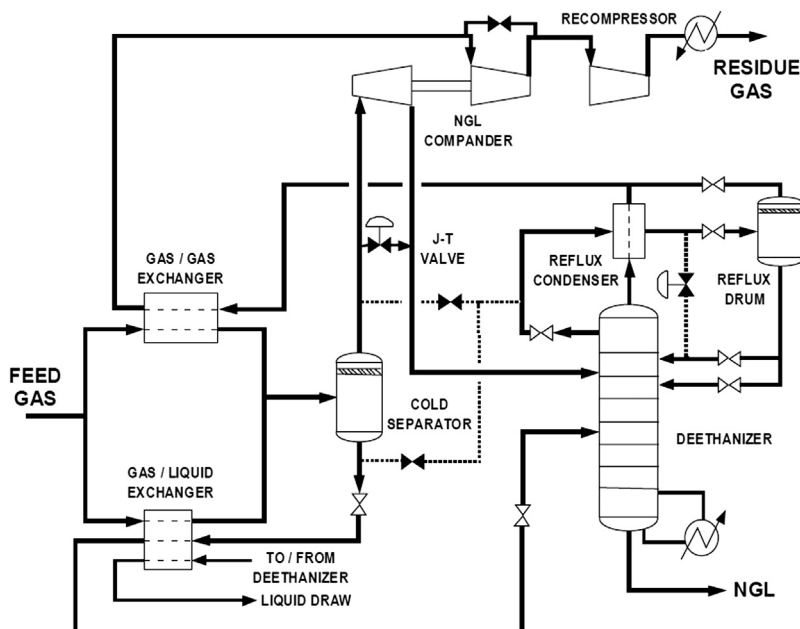 RECOMPRESSOR
RESIDUE
GAS
NGL
COMPANDER
J-T
VALVE
GAS / GAS
EXCHANGER
REFLUX
CONDENSER
REFLUX
DRUM
FEED
GAS
COLD
SEPARATOR
DEETHANIZER
GAS / LIQUID
EXCHANGER
TO / FROM
DEETHANIZER
LIQUID DRAW
NGL